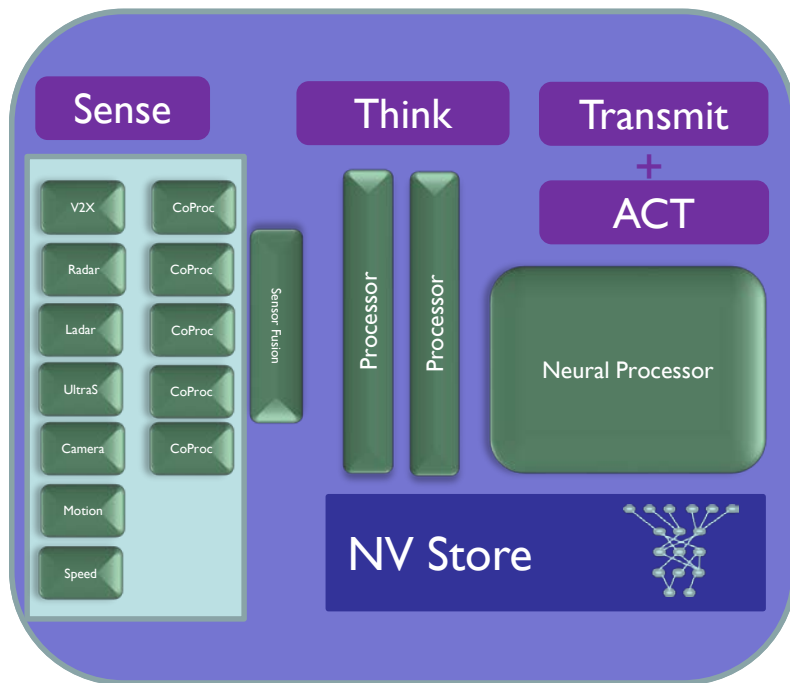 Sense
Think
Transmit
+
ACT
V2X
CoProc
Radar
CoProc
Ladar
CoProc
UltraS
CoProc
Camera
CoProc
Motion
Speed
Sensor Fusion
Processor
Processor
Neural Processor
NV Store